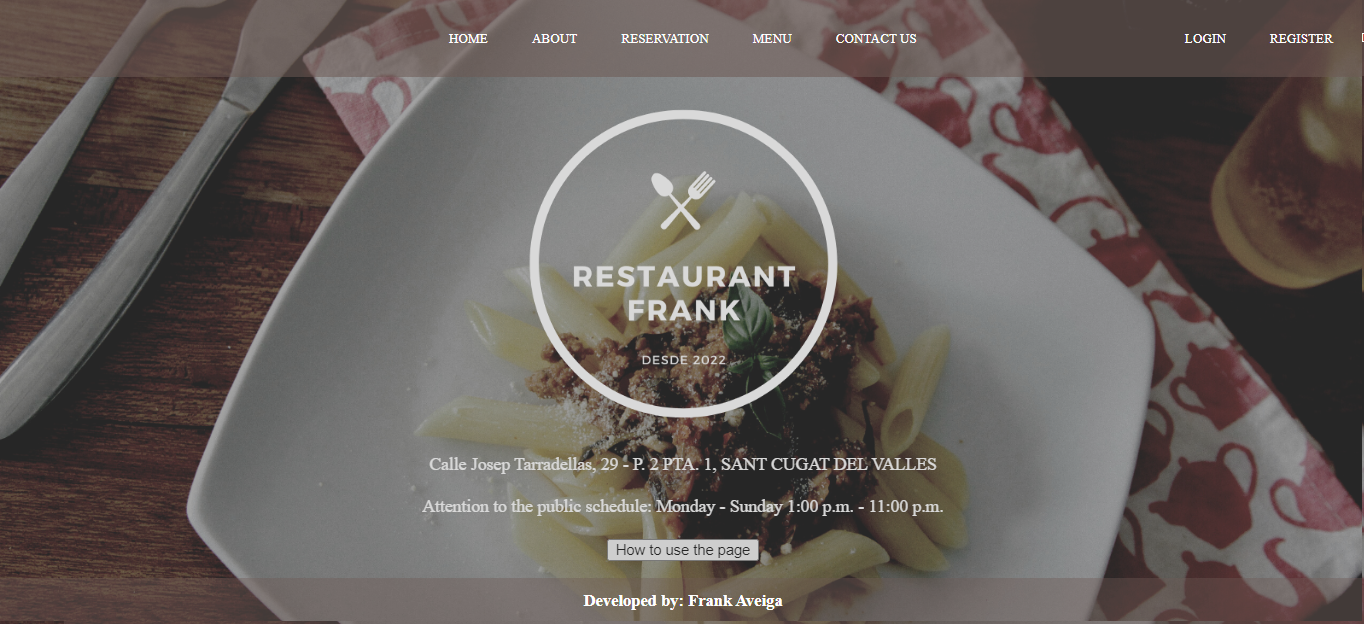 HOME ABOUT RESERVATION MENU CONTACT US LOGIN REGISTER
RESTAURANT
FRANK
DESDE 2022
Calle Josep Tarradellas, 29 - P. 2 PTA. 1, SANT CUGAT DEL VALLES
Attention to the public schedule: Monday - Sunday 1:00 p.m. - 11:00 p.m.
How to use the page
Developed by: Frank Aveiga